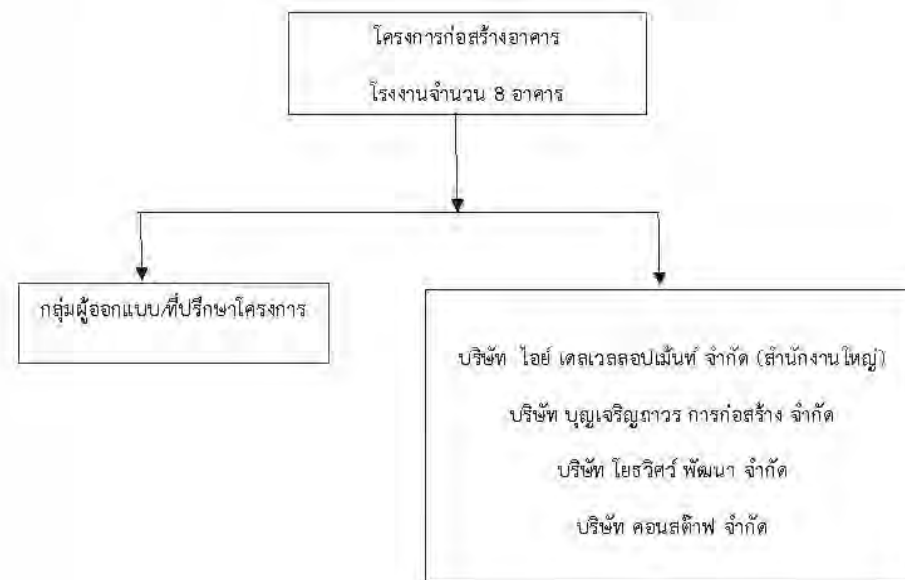 โครงการก่อสร้างอาคาร
โรงงานจำนวน 8 อาคาร
กลุ่มผู้ออกแบบ/ที่ปรึกษาโครงการ
บริษัท ไอย์ เดลเวลลอปเม้นท์ จำกัด (สำนักงานใหญ่)
บริษัท บุญเจริญถาวร การก่อสร้าง จำกัด
บริษัท โยธวิศว์ พัฒนา จำกัด
บริษัท คอนสต๊าฟ จำกัด